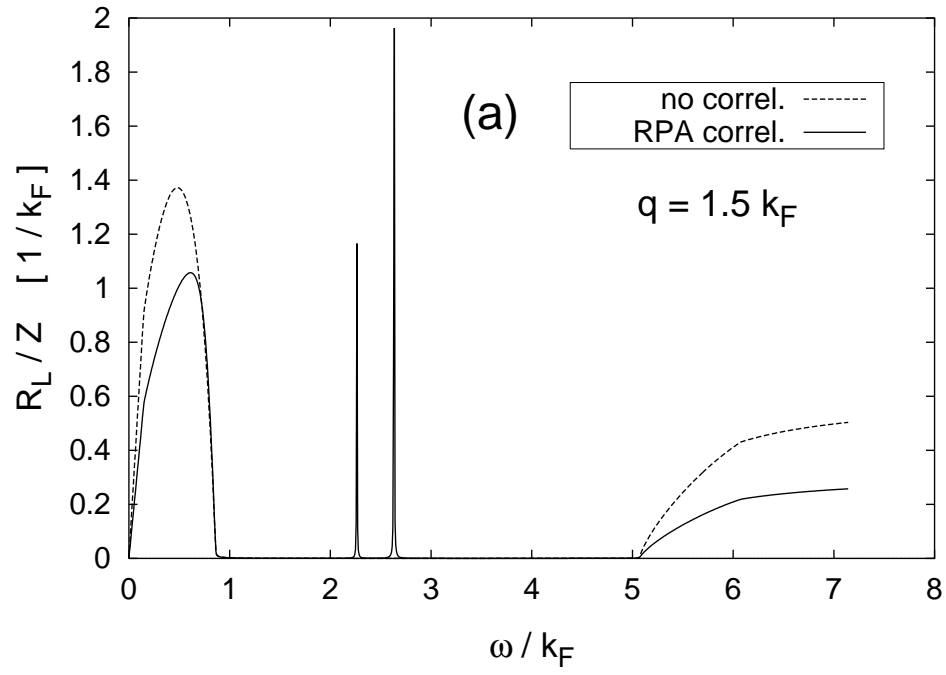 2
1.8
1.6
1.4
1.2
1
0.8
0.6
0.4
0.2
0
R_L / Z [ 1 / k_F ]
(a)
no correl.
RPA correl.
q = 1.5 k_F
0 1 2 3 4 5 6 7 8
ω / k_F